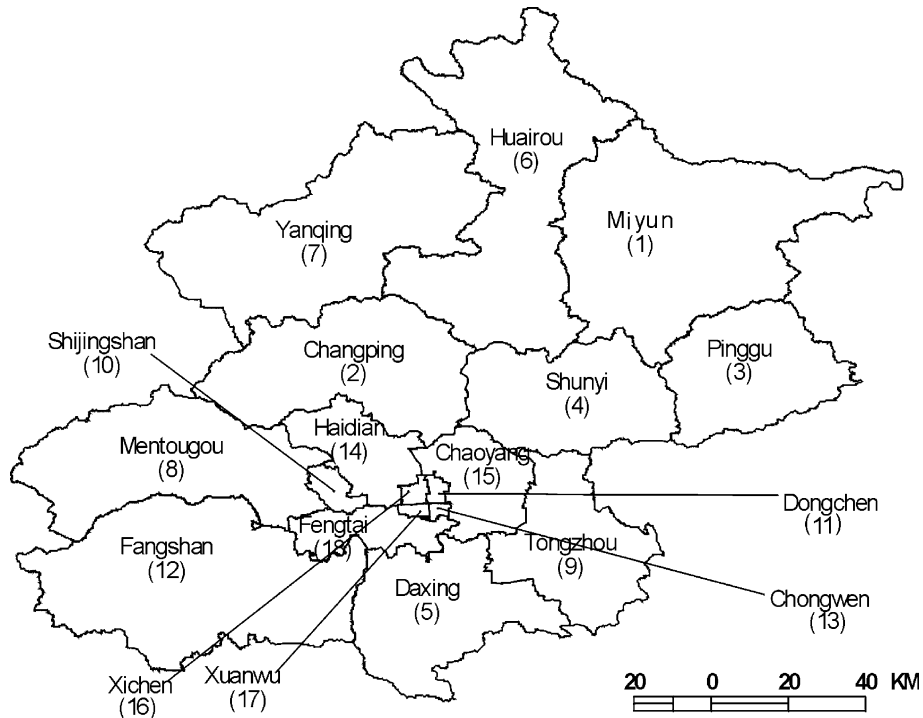 Huairou
(6)
Miyun
(1)
Yanqing
(7)
Shijingshan
(10)
Changping
(2)
Pinggu
(3)
Shunyi
(4)
Haidian
(14)
Mentougou
(8)
Chaoyang
(15)
Dongchen
(11)
Fengtai
(18)
Tongzhou
(9)
Fangshan
(12)
Daxing
(5)
Chongwen
(13)
Xuanwu
(17)
Xichen
(16)
20 0 20 40 KM